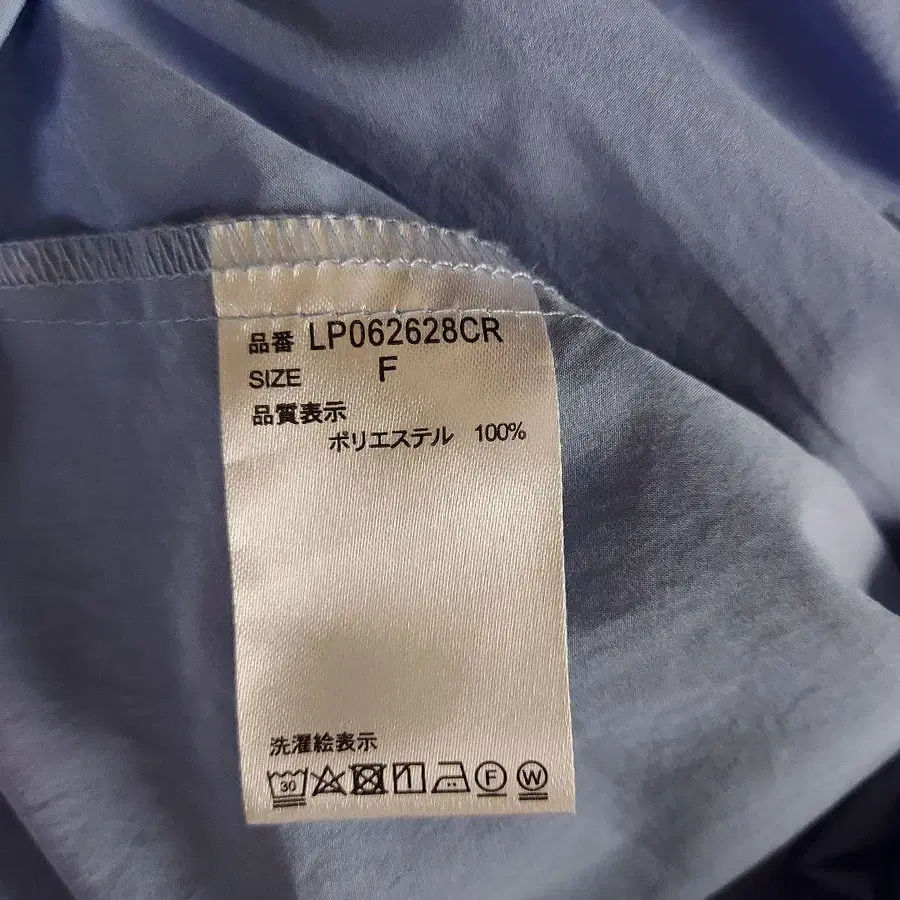 品番 LP062628CR
SIZE F
品質表示
ポリエステル 100%
洗濯絵表示
30 F W